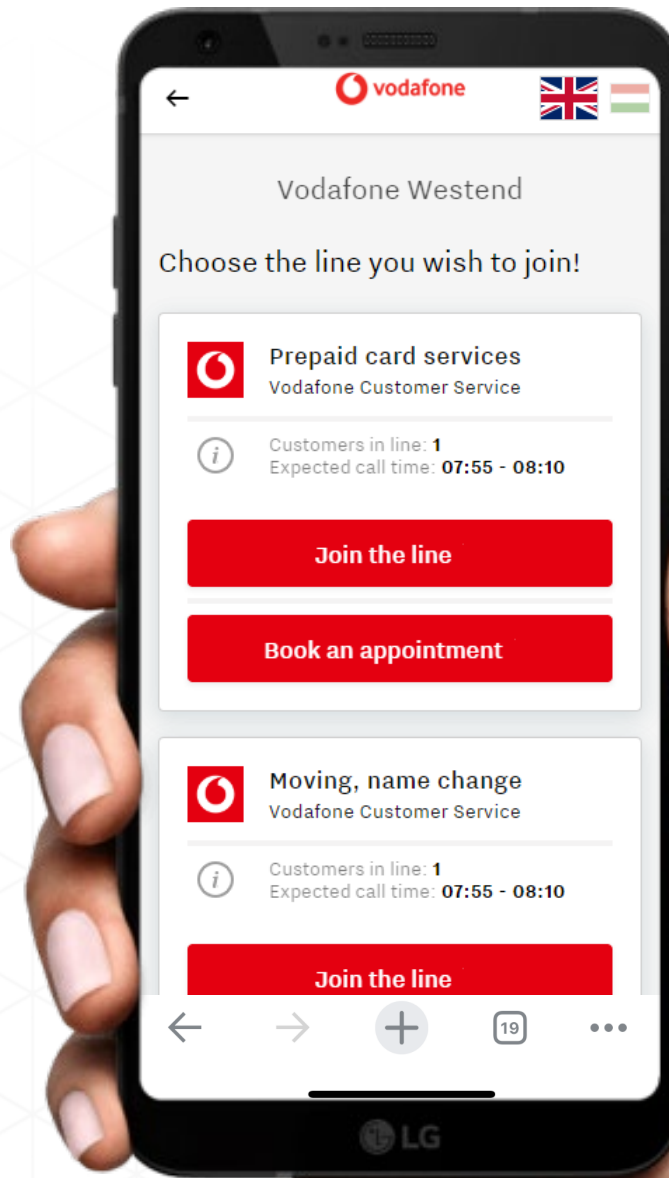 vodafone
Vodafone Westend
Choose the line you wish to join!
Prepaid card services
Vodafone Customer Service
Customers in line: 1
Expected call time: 07:55 - 08:10
Join the line
Book an appointment
Moving, name change
Vodafone Customer Service
Customers in line: 1
Expected call time: 07:55 - 08:10
Join the line
19
LG